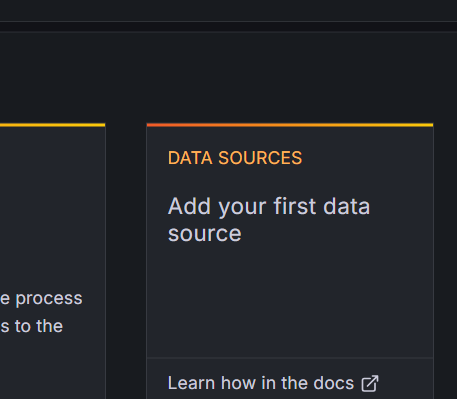 DATA SOURCES
Add your first data
source
e process
s to the
Learn how in the docs